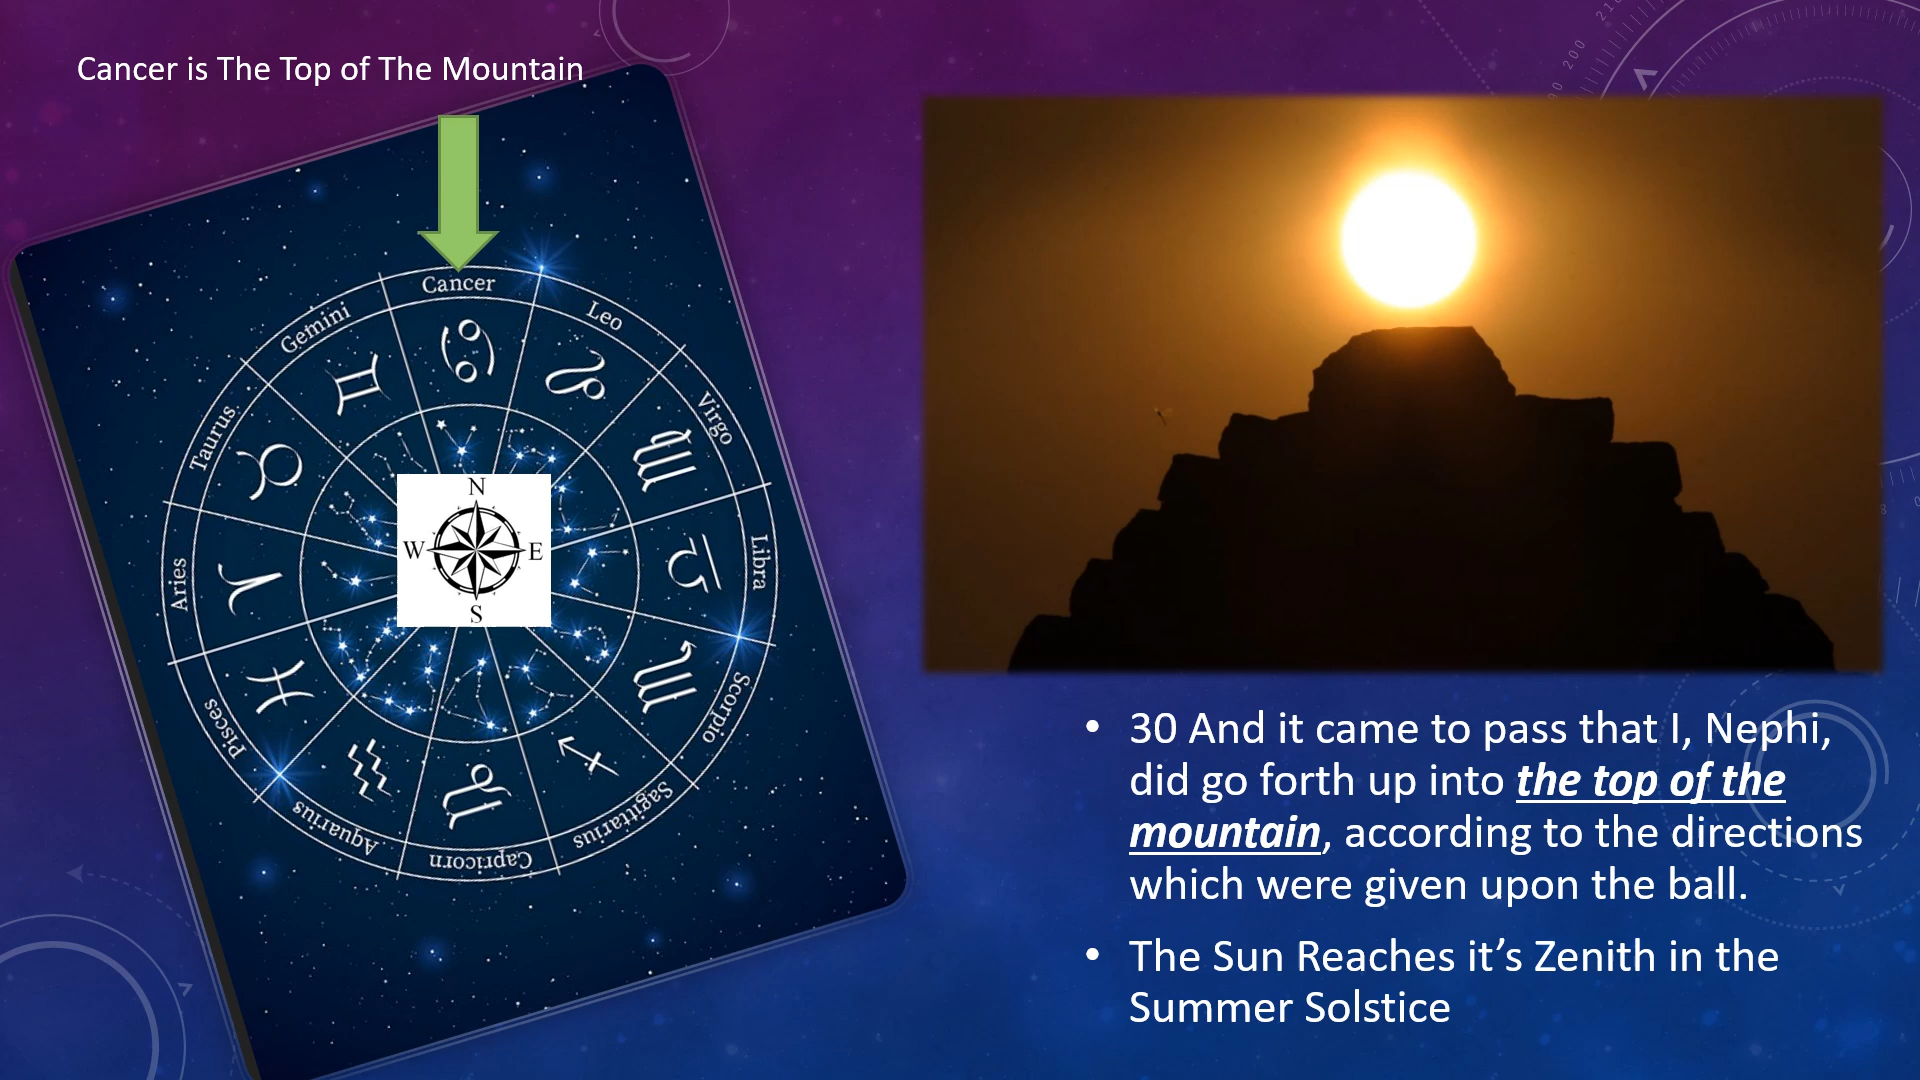 Cancer is The Top of The Mountain
Cancer
Leo
Virgo
Libra
Scorpio
Sagittarius
Capricorn
Aquarius
Pisces
Aries
Taurus
Gemini
N
W
E
S
210
200
• 30 And it came to pass that I, Nephi,
did go forth up into the top of the
mountain, according to the directions
which were given upon the ball.
• The Sun Reaches it’s Zenith in the
Summer Solstice